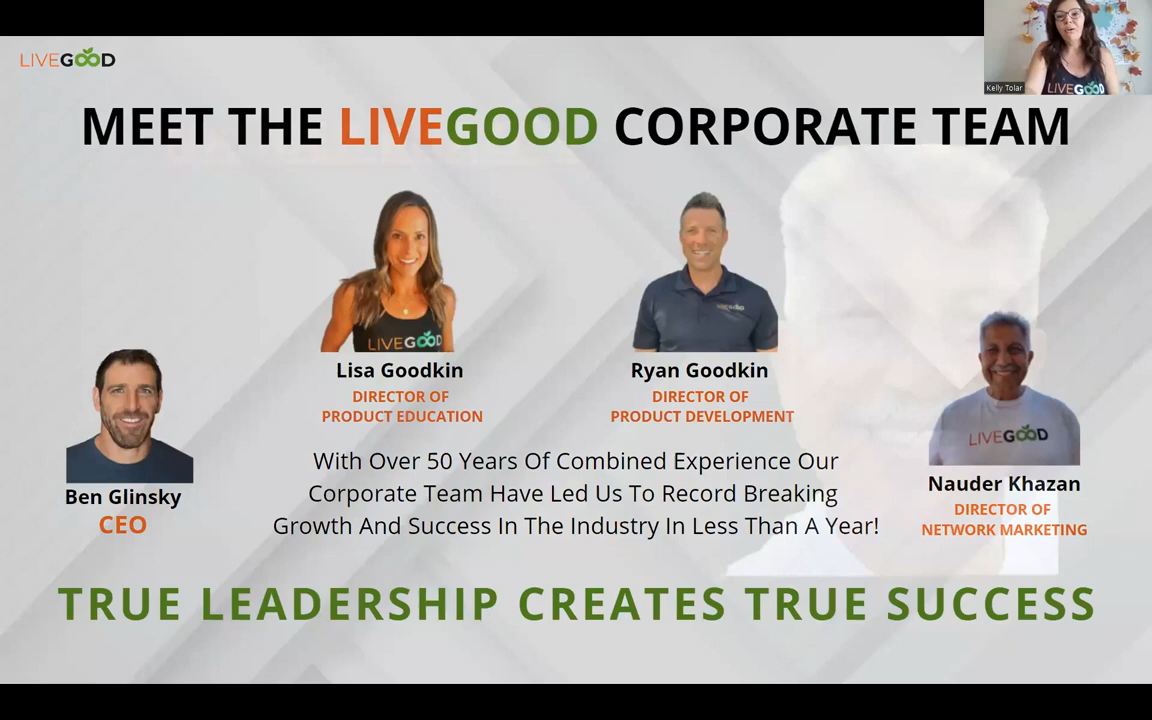 LIVEGOOD
Kelly Tolar
LIVEGOOD
MEET THE LIVEGOOD CORPORATE TEAM
LIVEGOOD
Lisa Goodkin
DIRECTOR OF
PRODUCT EDUCATION
LIVEGOOD
Ryan Goodkin
DIRECTOR OF
PRODUCT DEVELOPMENT
Ben Glinsky
CEO
LIVEGOOD
Nauder Khazan
DIRECTOR OF
NETWORK MARKETING
With Over 50 Years Of Combined Experience Our
Corporate Team Have Led Us To Record Breaking
Growth And Success In The Industry In Less Than A Year!
TRUE LEADERSHIP CREATES TRUE SUCCESS